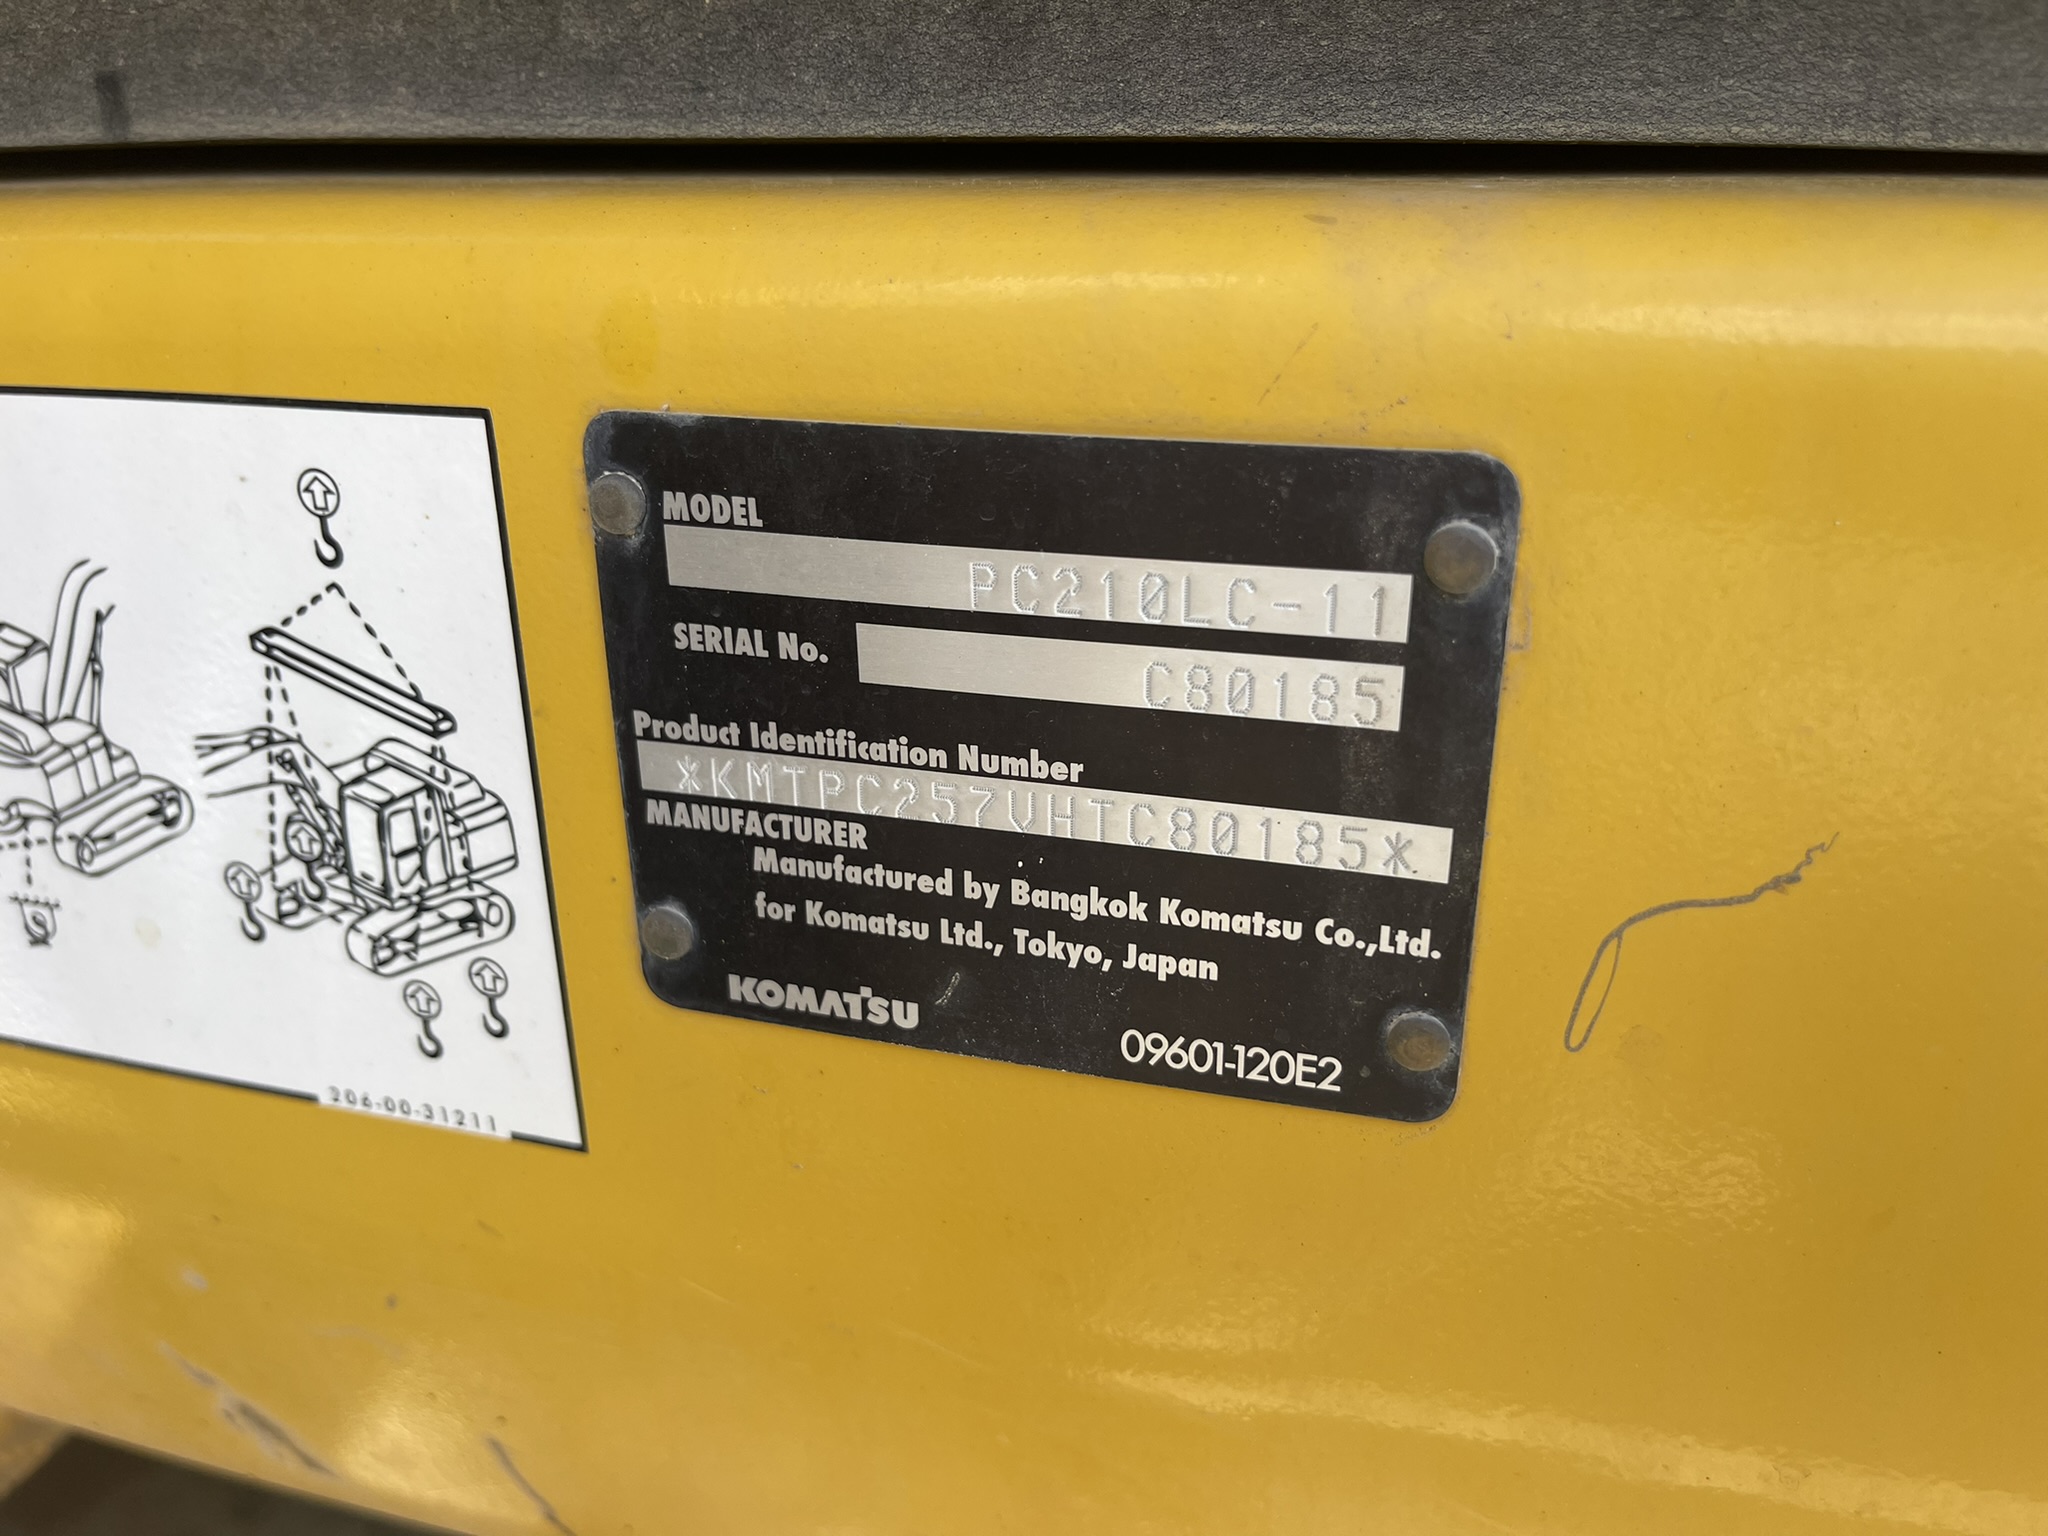 MODEL
PC210LC-11
SERIAL No.
C80185
Product Identification Number
*KMTPC257VHTC80185*
MANUFACTURER
Manufactured by Bangkok Komatsu Co.,Ltd.
for Komatsu Ltd., Tokyo, Japan
KOMATSU
09601-120E2
206-00-31211